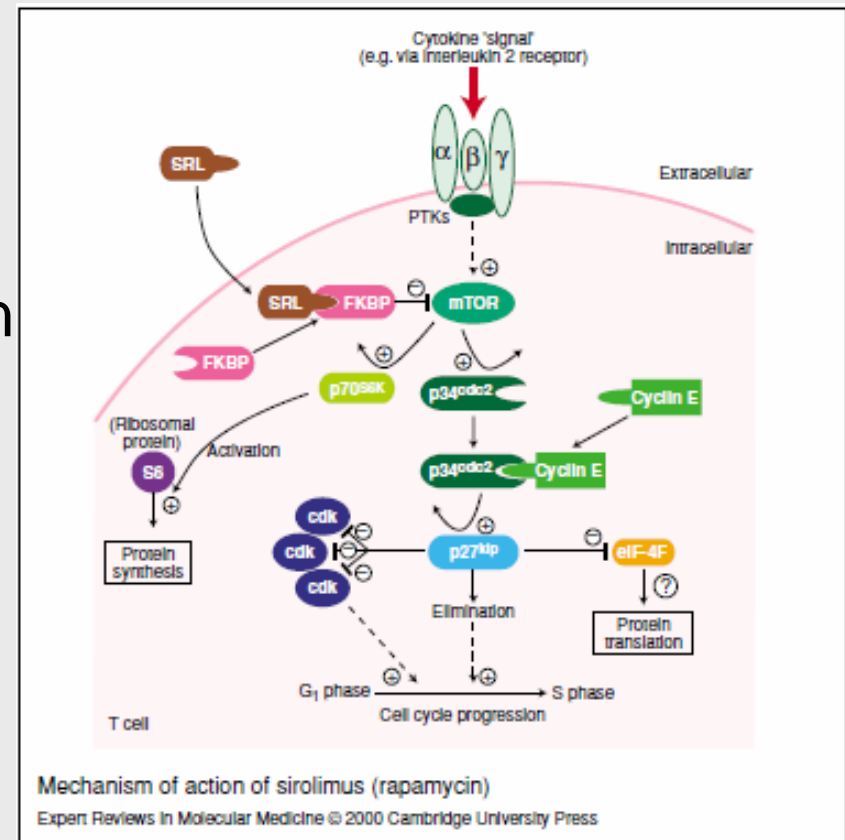 Cytokine 'signal'
(e.g. via interleukin 2 receptor)
α β γ
SRL
Extracellular
PTKs
Intracellular
⊕
SRL FKBP ⊖ mTOR
FKBP
⊕ ⊕
p70S6K
p34cdc2
Cyclin E
(Ribosomal
protein)
Activation
S6
p34cdc2 Cyclin E
⊕
cdk
⊖
⊕
⊖
cdk ⊖ p27kip eIF-4F
⊖
cdk
?
Protein
synthesis
Elimination
Protein
translation
⊕ ⊕
G1 phase S phase
Cell cycle progression
T cell
Mechanism of action of sirolimus (rapamycin)
Expert Reviews in Molecular Medicine © 2000 Cambridge University Press